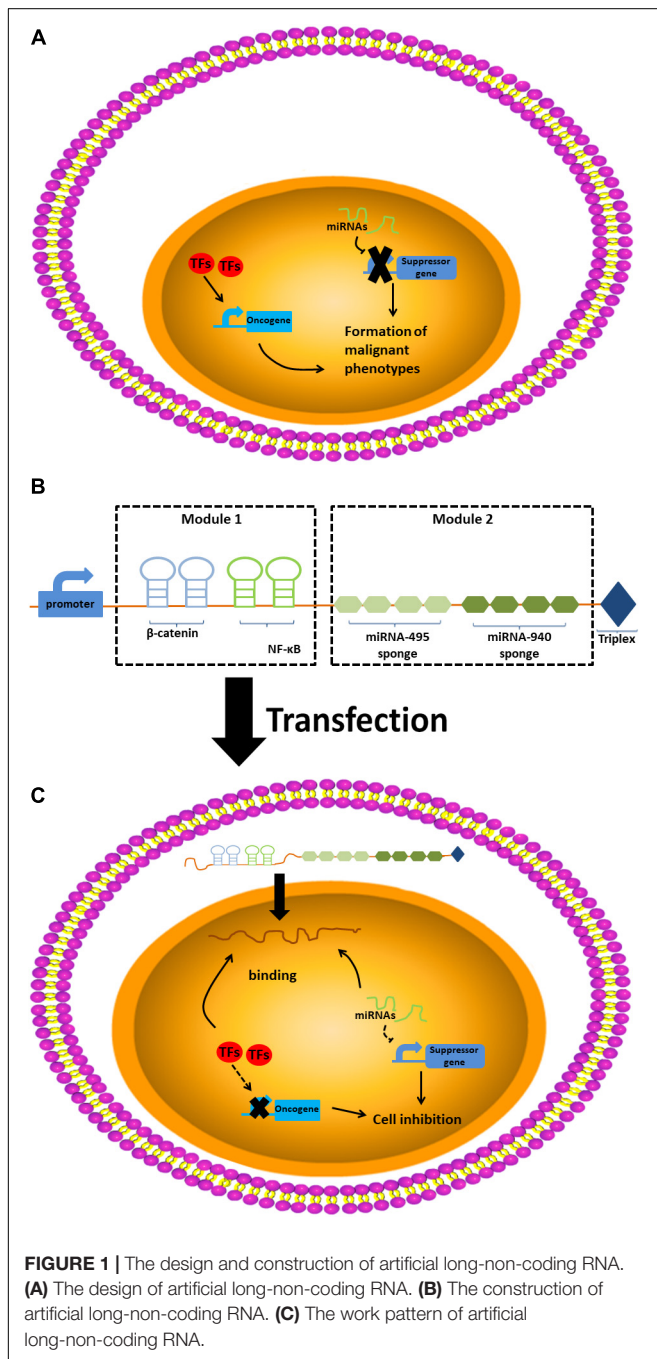 A
miRNAs
TFs TFs
Suppressor
gene
Oncogene
Formation of
malignant
phenotypes
B
Module 1
Module 2
promoter
β-catenin
NF-κB
miRNA-495
sponge
miRNA-940
sponge
Triplex
Transfection
C
binding
miRNAs
TFs TFs
Suppressor
gene
Oncogene
Cell inhibition
FIGURE 1 | The design and construction of artificial long-non-coding RNA.
(A) The design of artificial long-non-coding RNA. (B) The construction of
artificial long-non-coding RNA. (C) The work pattern of artificial
long-non-coding RNA.